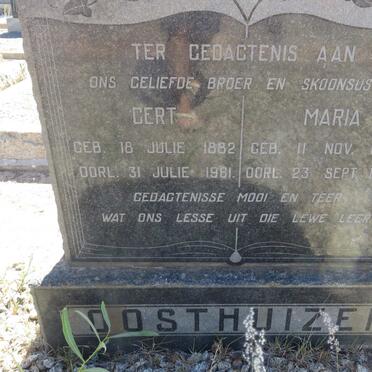 TER GEDACTENIS AAN
ONS GELIEFDE BROER EN SKOONSUS
GERT MARIA
GEB. 18 JULIE 1882 GEB. 11 NOV.
OORL. 31 JULIE 1961. OORL. 23 SEPT.
GEDACTENISSE MOOI EN TEER
WAT ONS LESSE UIT DIE LEWE LEER
OOSTHUIZEN